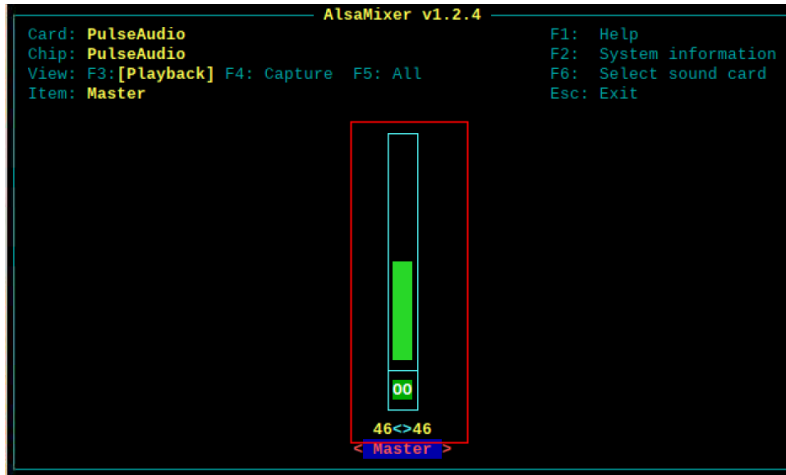 AlsaMixer v1.2.4
Card: PulseAudio F1: Help
Chip: PulseAudio F2: System information
View: F3:[Playback] F4: Capture F5: All F6: Select sound card
Item: Master Esc: Exit
OO
46<>46
< Master >